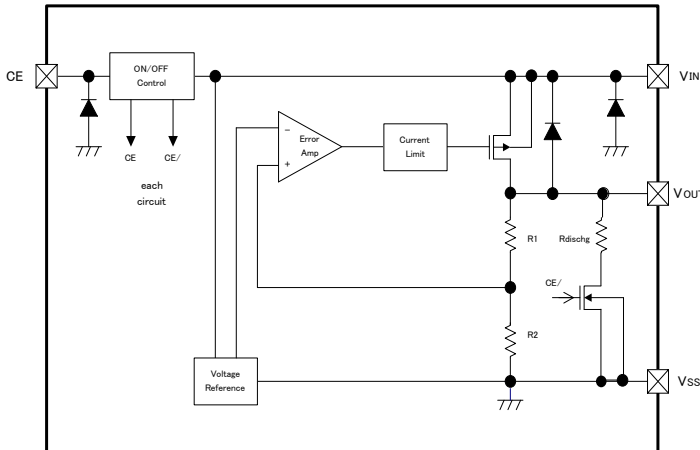 CE
ON/OFF
Control
VIN
CE
CE/
each
circuit
−
Error
Amp
+
Current
Limit
VOUT
R1
Rdischg
CE/
R2
Voltage
Reference
VSS